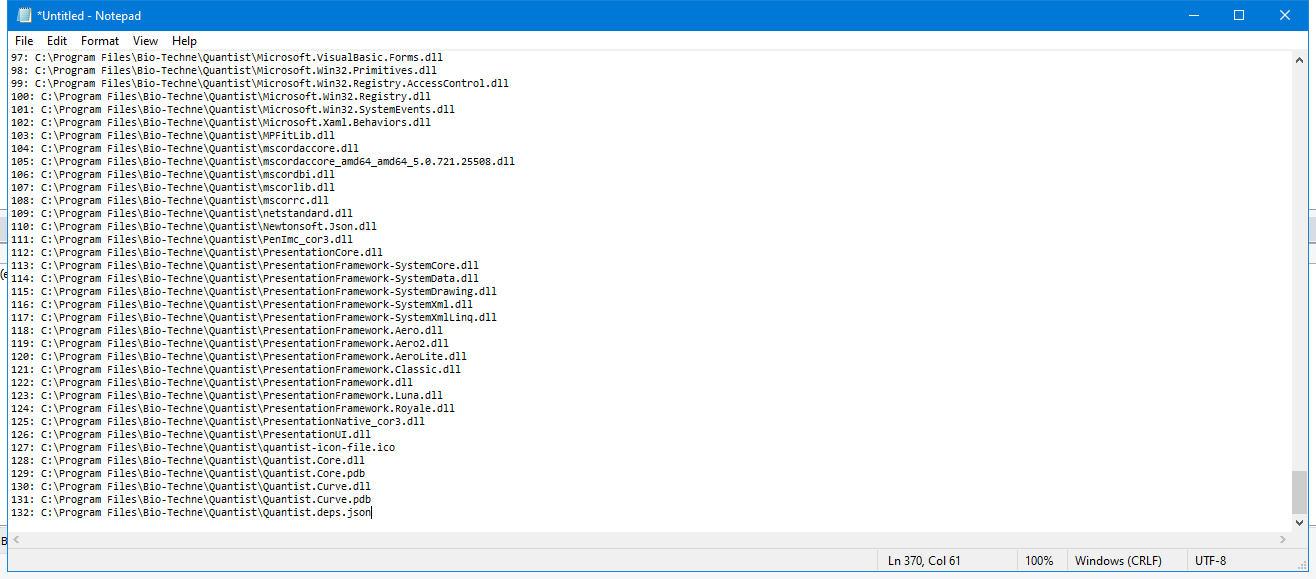 *Untitled - Notepad
File Edit Format View Help
97: C:\Program Files\Bio-Techne\Quantist\Microsoft.VisualBasic.Forms.dll
98: C:\Program Files\Bio-Techne\Quantist\Microsoft.Win32.Primitives.dll
99: C:\Program Files\Bio-Techne\Quantist\Microsoft.Win32.Registry.AccessControl.dll
100: C:\Program Files\Bio-Techne\Quantist\Microsoft.Win32.Registry.dll
101: C:\Program Files\Bio-Techne\Quantist\Microsoft.Win32.SystemEvents.dll
102: C:\Program Files\Bio-Techne\Quantist\Microsoft.Xaml.Behaviors.dll
103: C:\Program Files\Bio-Techne\Quantist\MPFitLib.dll
104: C:\Program Files\Bio-Techne\Quantist\mscordaccore.dll
105: C:\Program Files\Bio-Techne\Quantist\mscordaccore_amd64_amd64_5.0.721.25508.dll
106: C:\Program Files\Bio-Techne\Quantist\mscordbi.dll
107: C:\Program Files\Bio-Techne\Quantist\mscorlib.dll
108: C:\Program Files\Bio-Techne\Quantist\mscorrc.dll
109: C:\Program Files\Bio-Techne\Quantist\netstandard.dll
110: C:\Program Files\Bio-Techne\Quantist\Newtonsoft.Json.dll
111: C:\Program Files\Bio-Techne\Quantist\PenImc_cor3.dll
112: C:\Program Files\Bio-Techne\Quantist\PresentationCore.dll
113: C:\Program Files\Bio-Techne\Quantist\PresentationFramework-SystemCore.dll
114: C:\Program Files\Bio-Techne\Quantist\PresentationFramework-SystemData.dll
115: C:\Program Files\Bio-Techne\Quantist\PresentationFramework-SystemDrawing.dll
116: C:\Program Files\Bio-Techne\Quantist\PresentationFramework-SystemXml.dll
117: C:\Program Files\Bio-Techne\Quantist\PresentationFramework-SystemXmlLinq.dll
118: C:\Program Files\Bio-Techne\Quantist\PresentationFramework.Aero.dll
119: C:\Program Files\Bio-Techne\Quantist\PresentationFramework.Aero2.dll
120: C:\Program Files\Bio-Techne\Quantist\PresentationFramework.AeroLite.dll
121: C:\Program Files\Bio-Techne\Quantist\PresentationFramework.Classic.dll
122: C:\Program Files\Bio-Techne\Quantist\PresentationFramework.dll
123: C:\Program Files\Bio-Techne\Quantist\PresentationFramework.Luna.dll
124: C:\Program Files\Bio-Techne\Quantist\PresentationFramework.Royale.dll
125: C:\Program Files\Bio-Techne\Quantist\PresentationNative_cor3.dll
126: C:\Program Files\Bio-Techne\Quantist\PresentationUI.dll
127: C:\Program Files\Bio-Techne\Quantist\quantist-icon-file.ico
128: C:\Program Files\Bio-Techne\Quantist\Quantist.Core.dll
129: C:\Program Files\Bio-Techne\Quantist\Quantist.Core.pdb
130: C:\Program Files\Bio-Techne\Quantist\Quantist.Curve.dll
131: C:\Program Files\Bio-Techne\Quantist\Quantist.Curve.pdb
132: C:\Program Files\Bio-Techne\Quantist\Quantist.deps.json
Ln 370, Col 61 100% Windows (CRLF) UTF-8